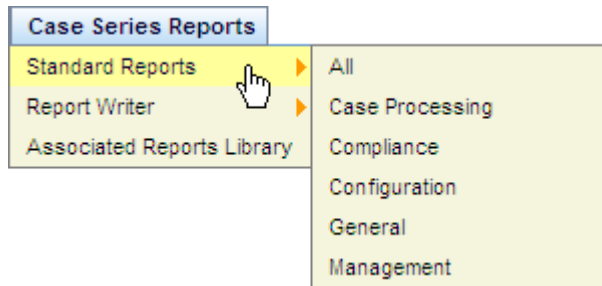 Case Series Reports
Standard Reports
Report Writer
Associated Reports Library
All
Case Processing
Compliance
Configuration
General
Management